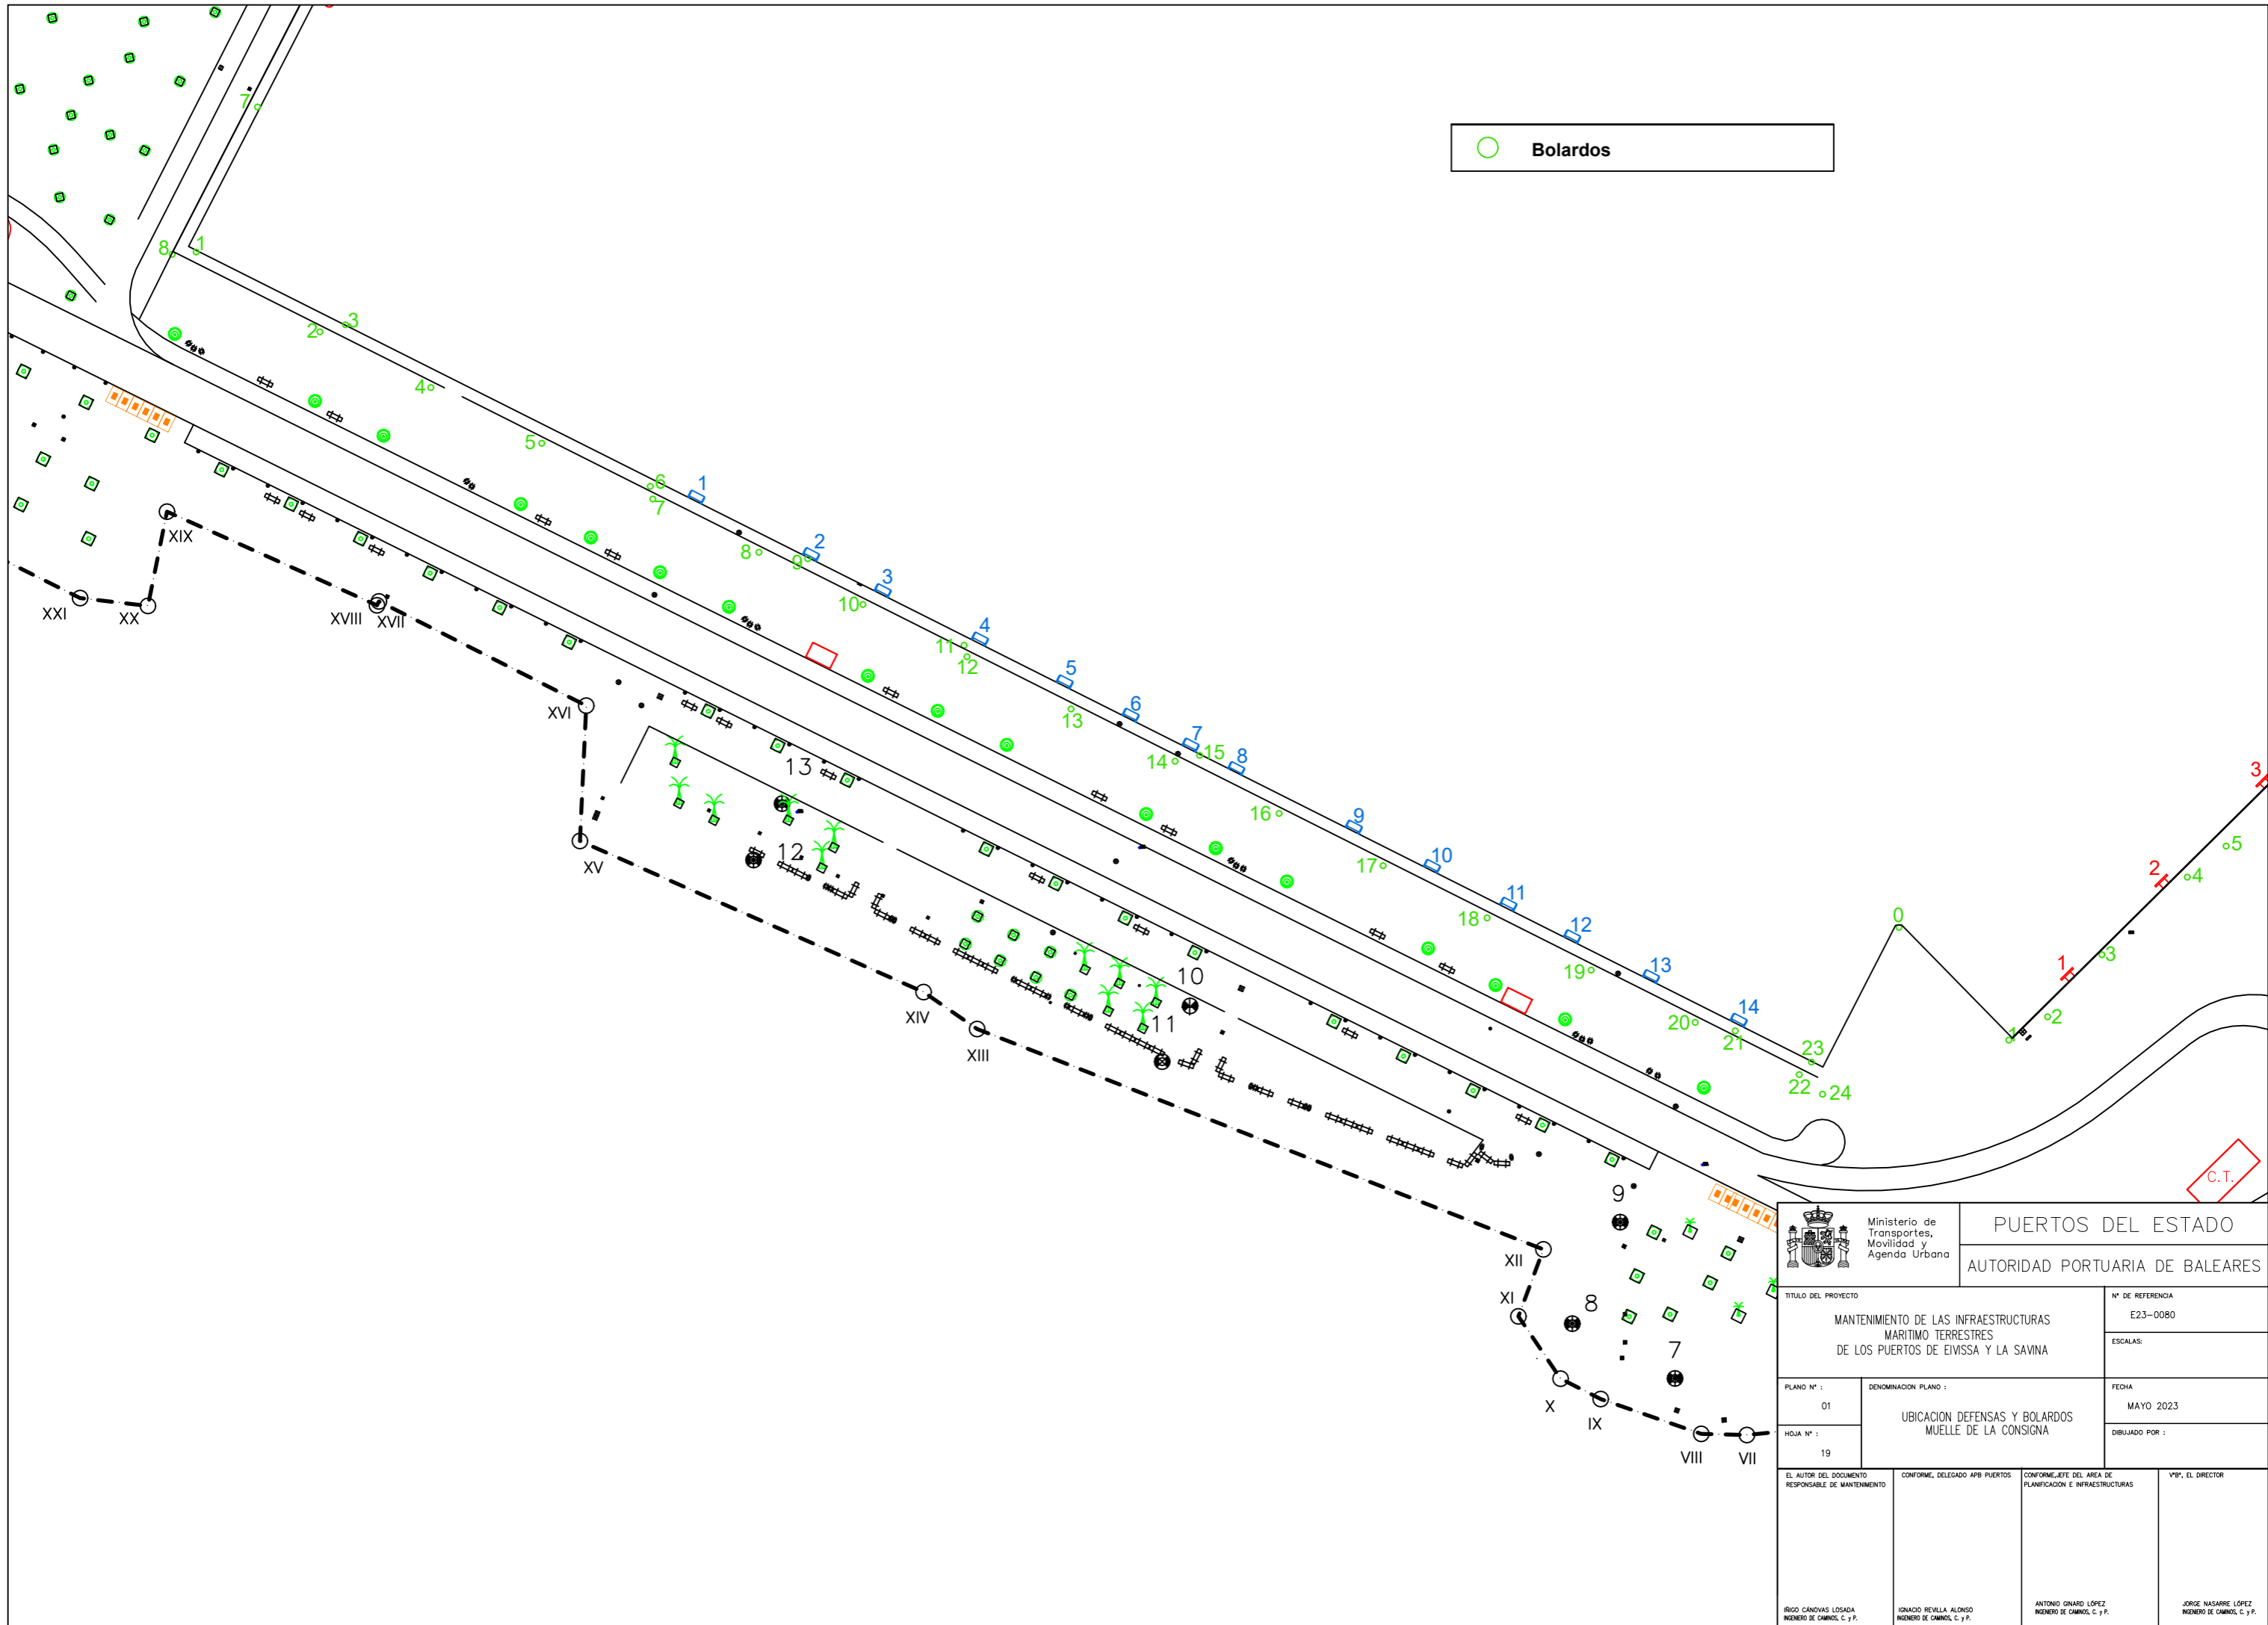 Bolardos
7
8
1
2
3
4
5
6
7
1
8
9
2
10
3
11
12
4
13
5
6
14
15
7
8
16
17
9
10
18
11
19
12
20
13
21
14
22
23
24
0
1
2
3
4
5
1
2
3
XIX
XXI
XX
XVIII
XVII
XVI
XV
XIV
XIII
XII
XI
X
IX
VIII
VII
13
12
10
11
9
8
7
C.T.
Ministerio de
Transportes,
Movilidad y
Agenda Urbana
PUERTOS DEL ESTADO
AUTORIDAD PORTUARIA DE BALEARES
TITULO DEL PROYECTO
MANTENIMIENTO DE LAS INFRAESTRUCTURAS
MARITIMO TERRESTRES
DE LOS PUERTOS DE EIVISSA Y LA SAVINA
Nº DE REFERENCIA
E23-0080
ESCALAS:
PLANO Nº :
01
DENOMINACION PLANO :
UBICACION DEFENSAS Y BOLARDOS
MUELLE DE LA CONSIGNA
FECHA
MAYO 2023
HOJA Nº :
19
DIBUJADO POR :
EL AUTOR DEL DOCUMENTO
RESPONSABLE DE MANTENIMEINTO
CONFORME, DELEGADO APB PUERTOS
CONFORME,JEFE DEL AREA DE
PLANIFICACION E INFRAESTRUCTURAS
VºBº, EL DIRECTOR
IÑIGO CÁNOVAS LOSADA
INGENIERO DE CAMINOS, C. y P.
IGNACIO REVILLA ALONSO
INGENIERO DE CAMINOS, C. y P.
ANTONIO GINARD LÓPEZ
INGENIERO DE CAMINOS, C. y P.
JORGE NASARRE LÓPEZ
INGENIERO DE CAMINOS, C. y P.